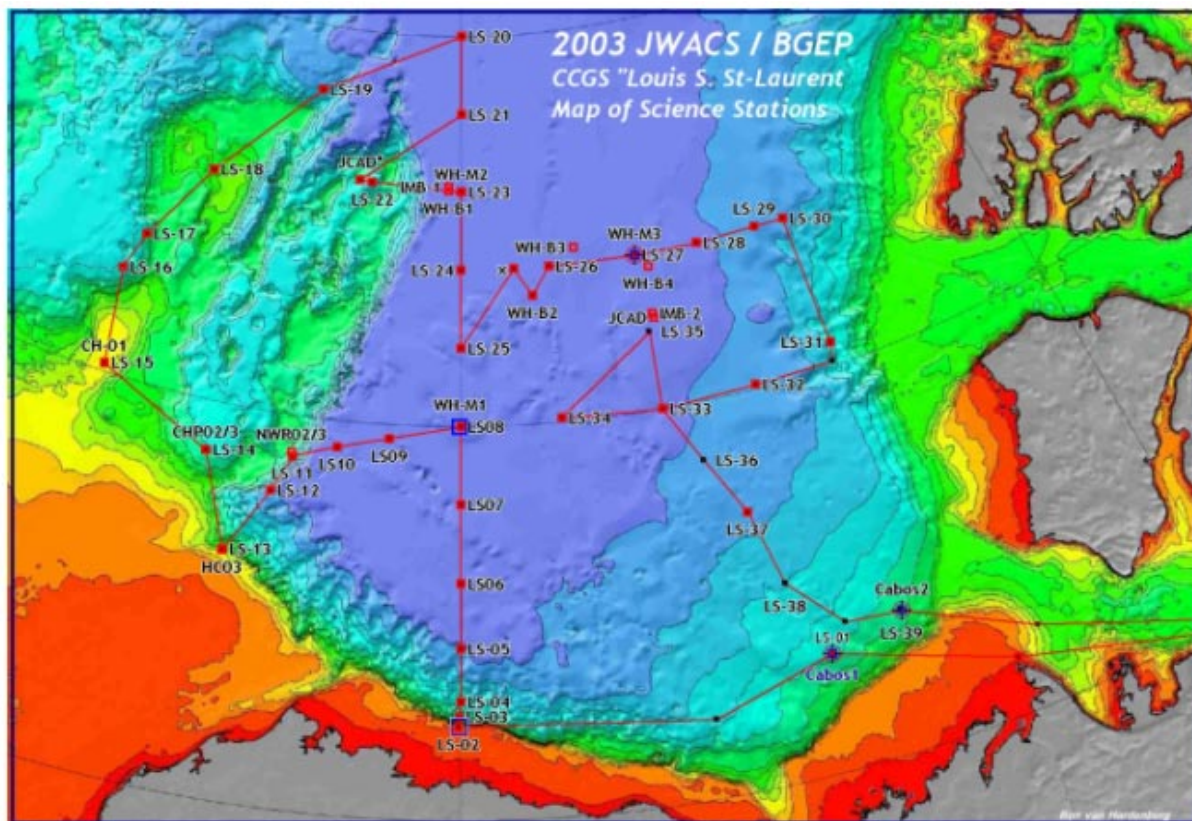 2003 JWACS / BGEP
CCGS "Louis S. St-Laurent
Map of Science Stations
LS-20
LS-19
LS-21
LS-18
JCAD*
LS-22
IMB-1
WH-M2
LS-23
WH-B1
LS-17
LS-16
LS-24
WH-B2
WH-B3
LS-26
WH-M3
LS-27
WH-B4
LS-28
LS-29
LS-30
JCAD
IMB-2
LS-35
LS-31
LS-25
CH-01
LS-15
LS-32
LS-33
LS-34
WH-M1
LS08
CHP02/3
LS-14
NWR02/3
LS-11
LS10
LS09
LS-12
LS-36
LS07
LS-37
LS-13
HC03
LS06
LS-38
Cabos2
LS-39
LS-01
Cabos1
LS-05
LS-04
LS-03
LS-02
Ron van Hardenberg